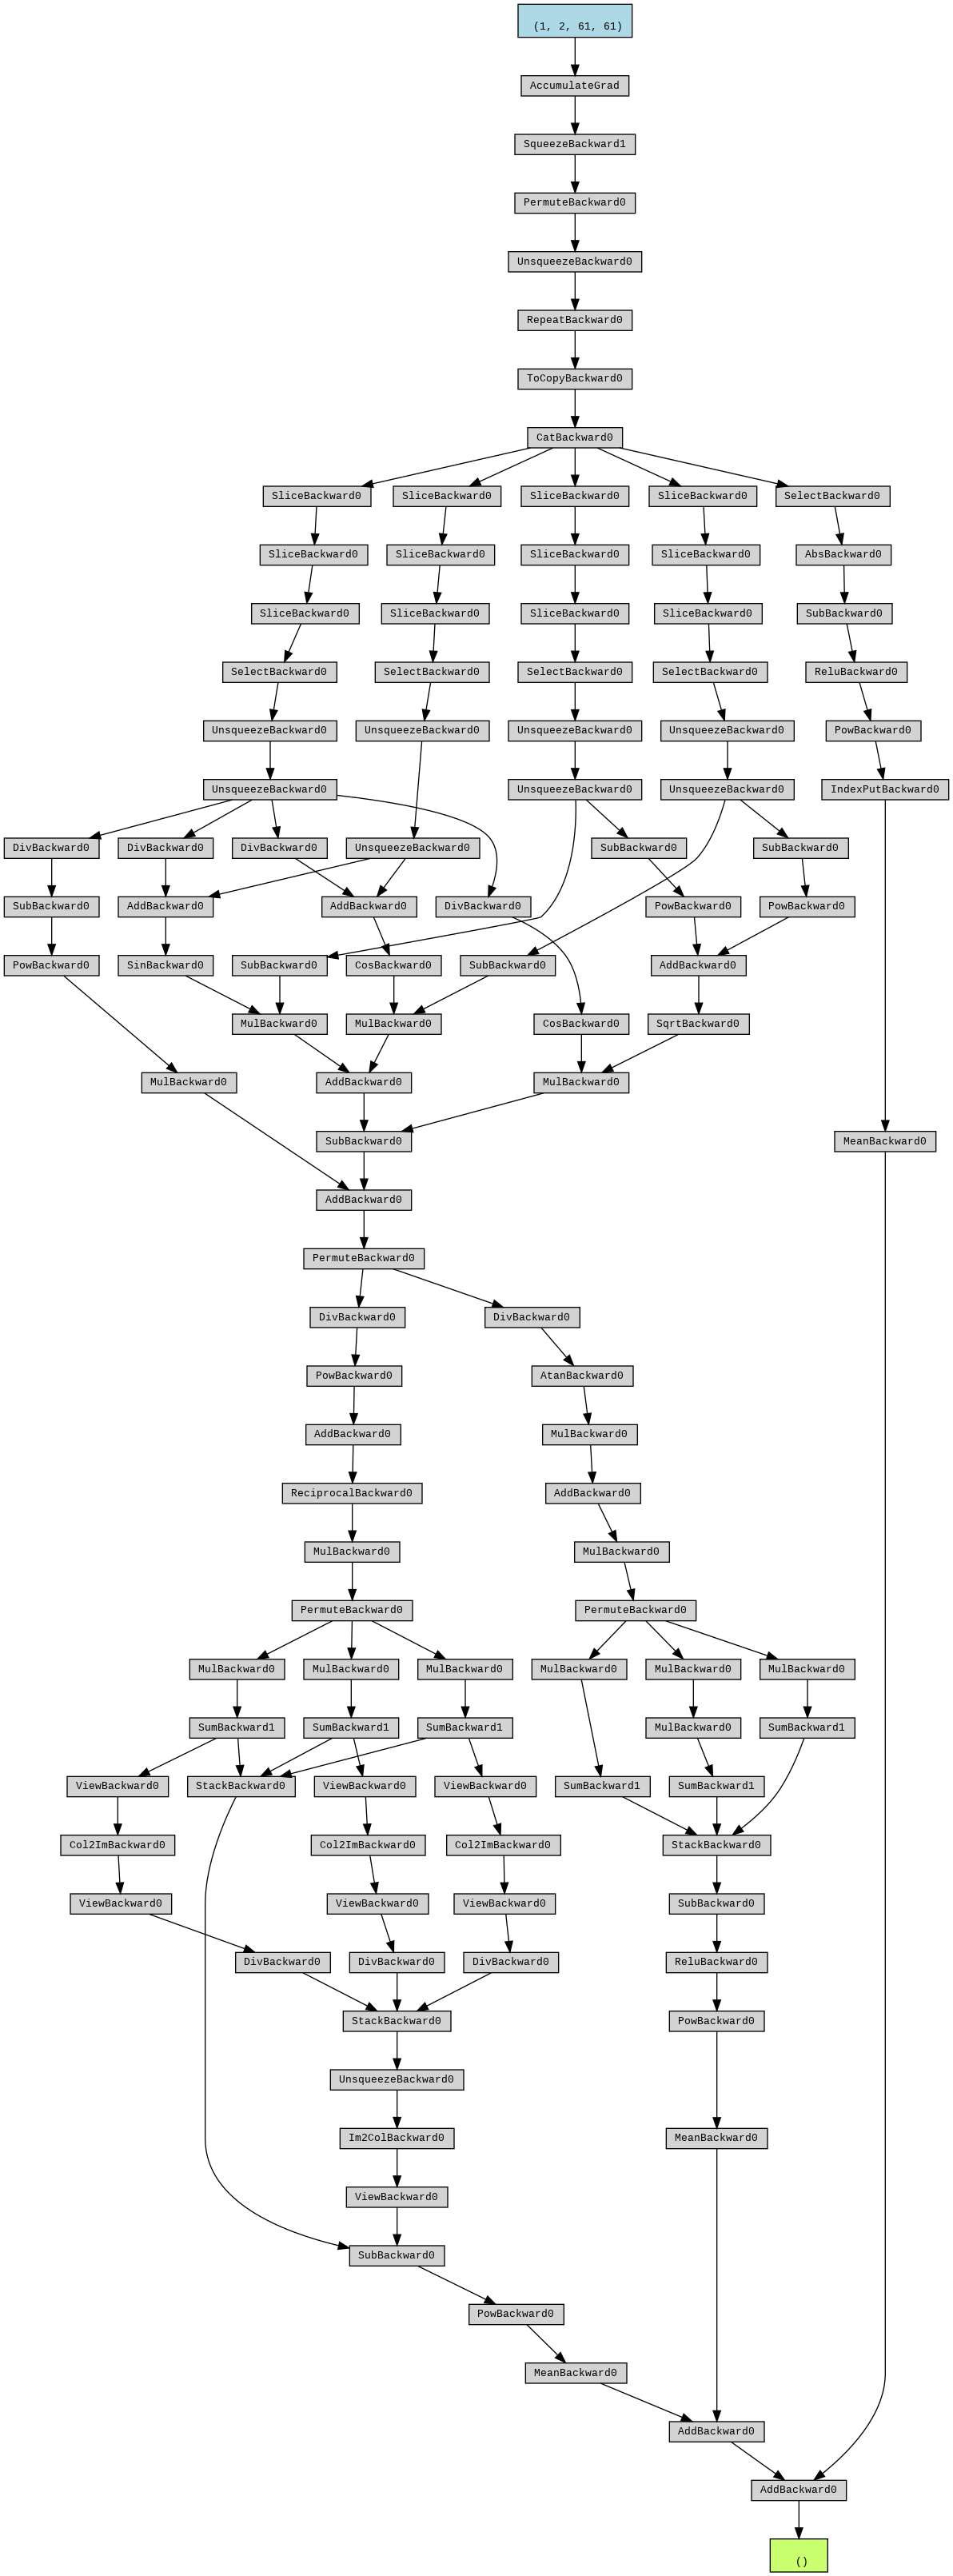 (1, 2, 61, 61)
AccumulateGrad
SqueezeBackward1
PermuteBackward0
UnsqueezeBackward0
RepeatBackward0
ToCopyBackward0
CatBackward0
SliceBackward0 SliceBackward0 SliceBackward0 SliceBackward0 SelectBackward0
SliceBackward0 SliceBackward0 SliceBackward0 SliceBackward0 AbsBackward0
SliceBackward0 SliceBackward0 SliceBackward0 SliceBackward0 SubBackward0
SelectBackward0 SelectBackward0 SelectBackward0 SelectBackward0 ReluBackward0
UnsqueezeBackward0 UnsqueezeBackward0 UnsqueezeBackward0 UnsqueezeBackward0 PowBackward0
UnsqueezeBackward0 UnsqueezeBackward0 UnsqueezeBackward0 IndexPutBackward0
DivBackward0 DivBackward0 DivBackward0 UnsqueezeBackward0 SubBackward0 SubBackward0
SubBackward0 AddBackward0 AddBackward0 DivBackward0 PowBackward0 PowBackward0
PowBackward0 SinBackward0 SubBackward0 CosBackward0 SubBackward0 AddBackward0
MulBackward0 MulBackward0 CosBackward0 SqrtBackward0
MulBackward0 AddBackward0 MulBackward0
SubBackward0 MeanBackward0
AddBackward0
PermuteBackward0
DivBackward0 DivBackward0
PowBackward0 AtanBackward0
AddBackward0 MulBackward0
ReciprocalBackward0 AddBackward0
MulBackward0 MulBackward0
PermuteBackward0 PermuteBackward0
MulBackward0 MulBackward0 MulBackward0 MulBackward0 MulBackward0 MulBackward0
SumBackward1 SumBackward1 SumBackward1 MulBackward0 SumBackward1
ViewBackward0 StackBackward0 ViewBackward0 ViewBackward0 SumBackward1 SumBackward1
Col2ImBackward0 Col2ImBackward0 Col2ImBackward0 StackBackward0
ViewBackward0 ViewBackward0 ViewBackward0 SubBackward0
DivBackward0 DivBackward0 DivBackward0 ReluBackward0
StackBackward0 PowBackward0
UnsqueezeBackward0
Im2ColBackward0 MeanBackward0
ViewBackward0
SubBackward0
PowBackward0
MeanBackward0
AddBackward0
AddBackward0
()